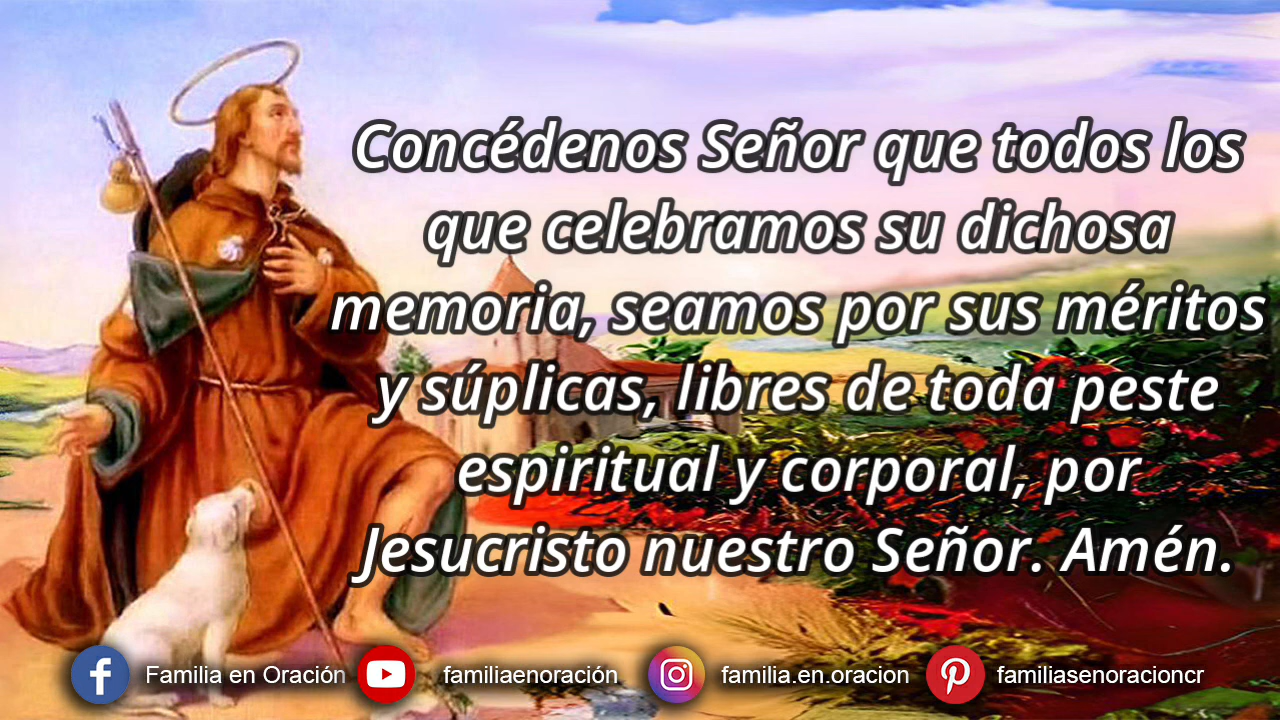 Concédenos Señor que todos los
que celebramos su dichosa
memoria, seamos por sus méritos
y súplicas, libres de toda peste
espiritual y corporal, por
Jesucristo nuestro Señor. Amén.
Familia en Oración familiaenoración familia.en.oracion familiasenoracioncr